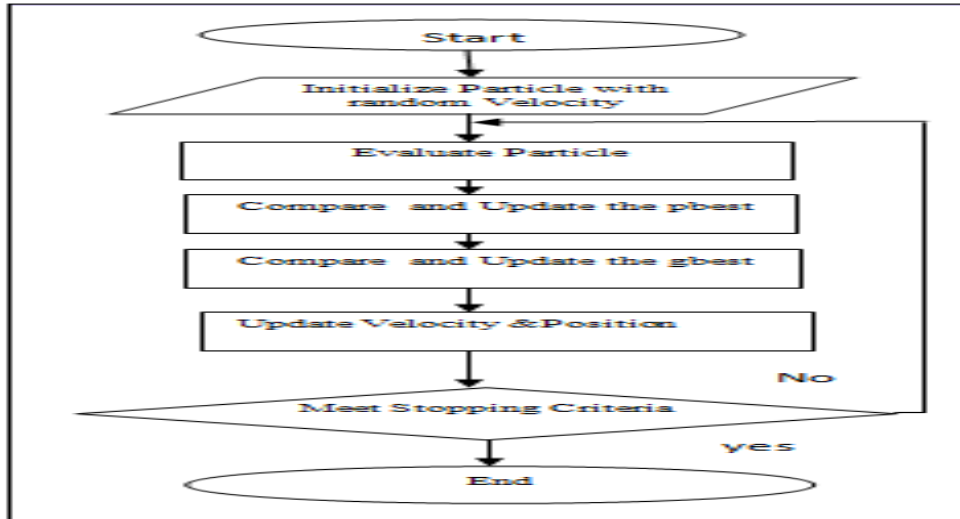 Start
Initialize Particle with
random Velocity
Evaluate Particle
Compare and Update the pbest
Compare and Update the gbest
Update Velocity &Position
No
Meet Stopping Criteria
yes
End